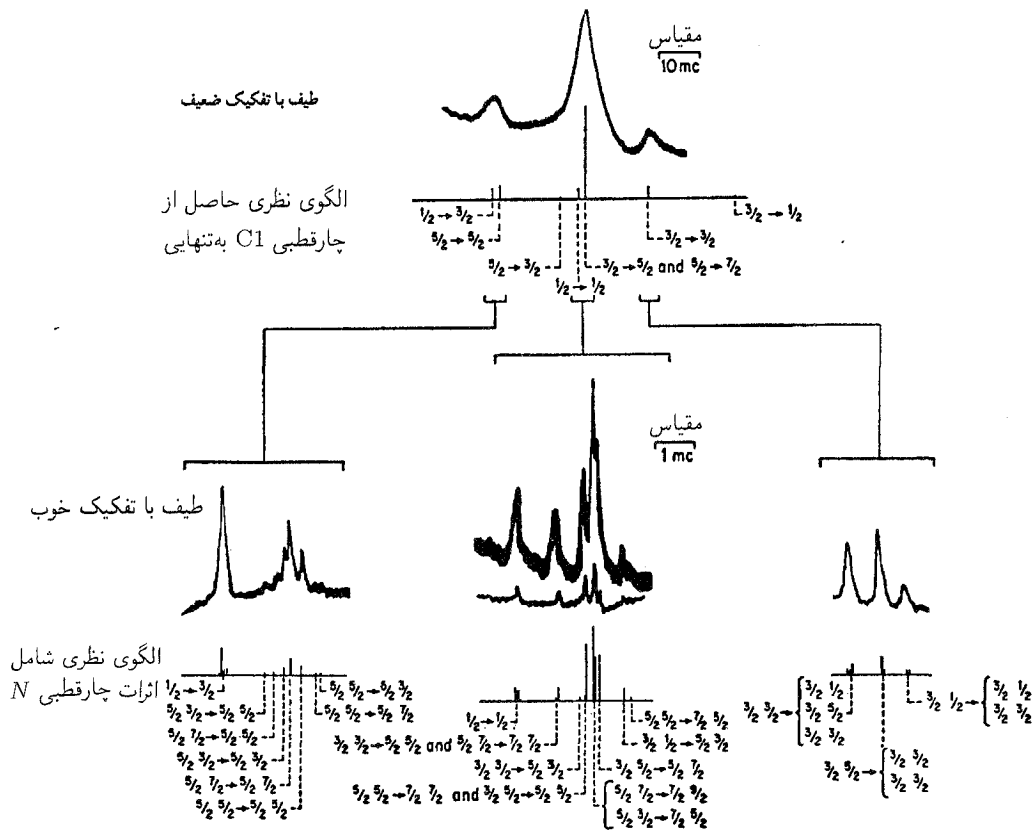 مقیاس
10 mc
طیف با تفکیک ضعیف
الگوی نظری حاصل از
چارقطبی C1 به‌تنهایی
1/2 → 3/2
5/2 → 5/2
5/2 → 3/2
1/2 → 1/2
3/2 → 5/2 and 5/2 → 7/2
3/2 → 3/2
3/2 → 1/2
مقیاس
1 mc
طیف با تفکیک خوب
الگوی نظری شامل
اثرات چارقطبی N
1/2 → 3/2
5/2 3/2 → 5/2 5/2
5/2 7/2 → 5/2 5/2
5/2 3/2 → 5/2 3/2
5/2 7/2 → 5/2 7/2
5/2 5/2 → 5/2 5/2
5/2 5/2 → 5/2 3/2
5/2 5/2 → 5/2 7/2
1/2 → 1/2
3/2 3/2 → 5/2 5/2 and 5/2 7/2 → 7/2 7/2
3/2 3/2 → 5/2 3/2
5/2 5/2 → 7/2 7/2 and 3/2 5/2 → 5/2 5/2
5/2 5/2 → 7/2 5/2
3/2 1/2 → 5/2 3/2
3/2 5/2 → 5/2 7/2
5/2 7/2 → 7/2 9/2
5/2 3/2 → 7/2 5/2
3/2 3/2 →
3/2 1/2
3/2 5/2
3/2 3/2
3/2 5/2 →
3/2 3/2
3/2 3/2
3/2 1/2 →
3/2 1/2
3/2 3/2